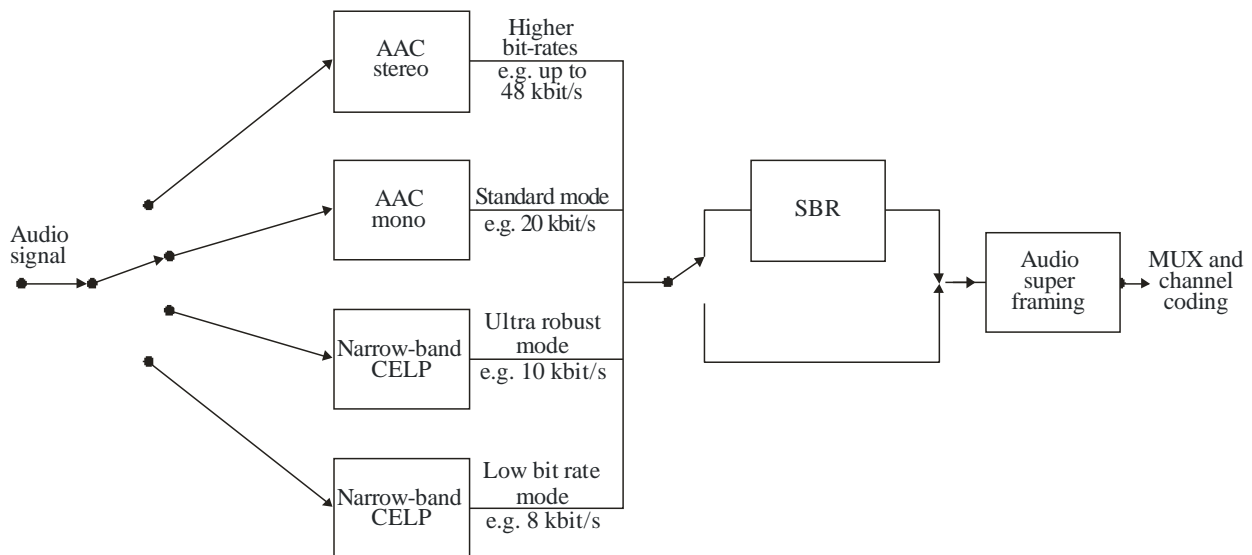 Audio
signal
AAC
stereo
Higher
bit-rates
e.g. up to
48 kbit/s
AAC
mono
Standard mode
e.g. 20 kbit/s
Narrow-band
CELP
Ultra robust
mode
e.g. 10 kbit/s
Narrow-band
CELP
Low bit rate
mode
e.g. 8 kbit/s
SBR
Audio
super
framing
MUX and
channel
coding